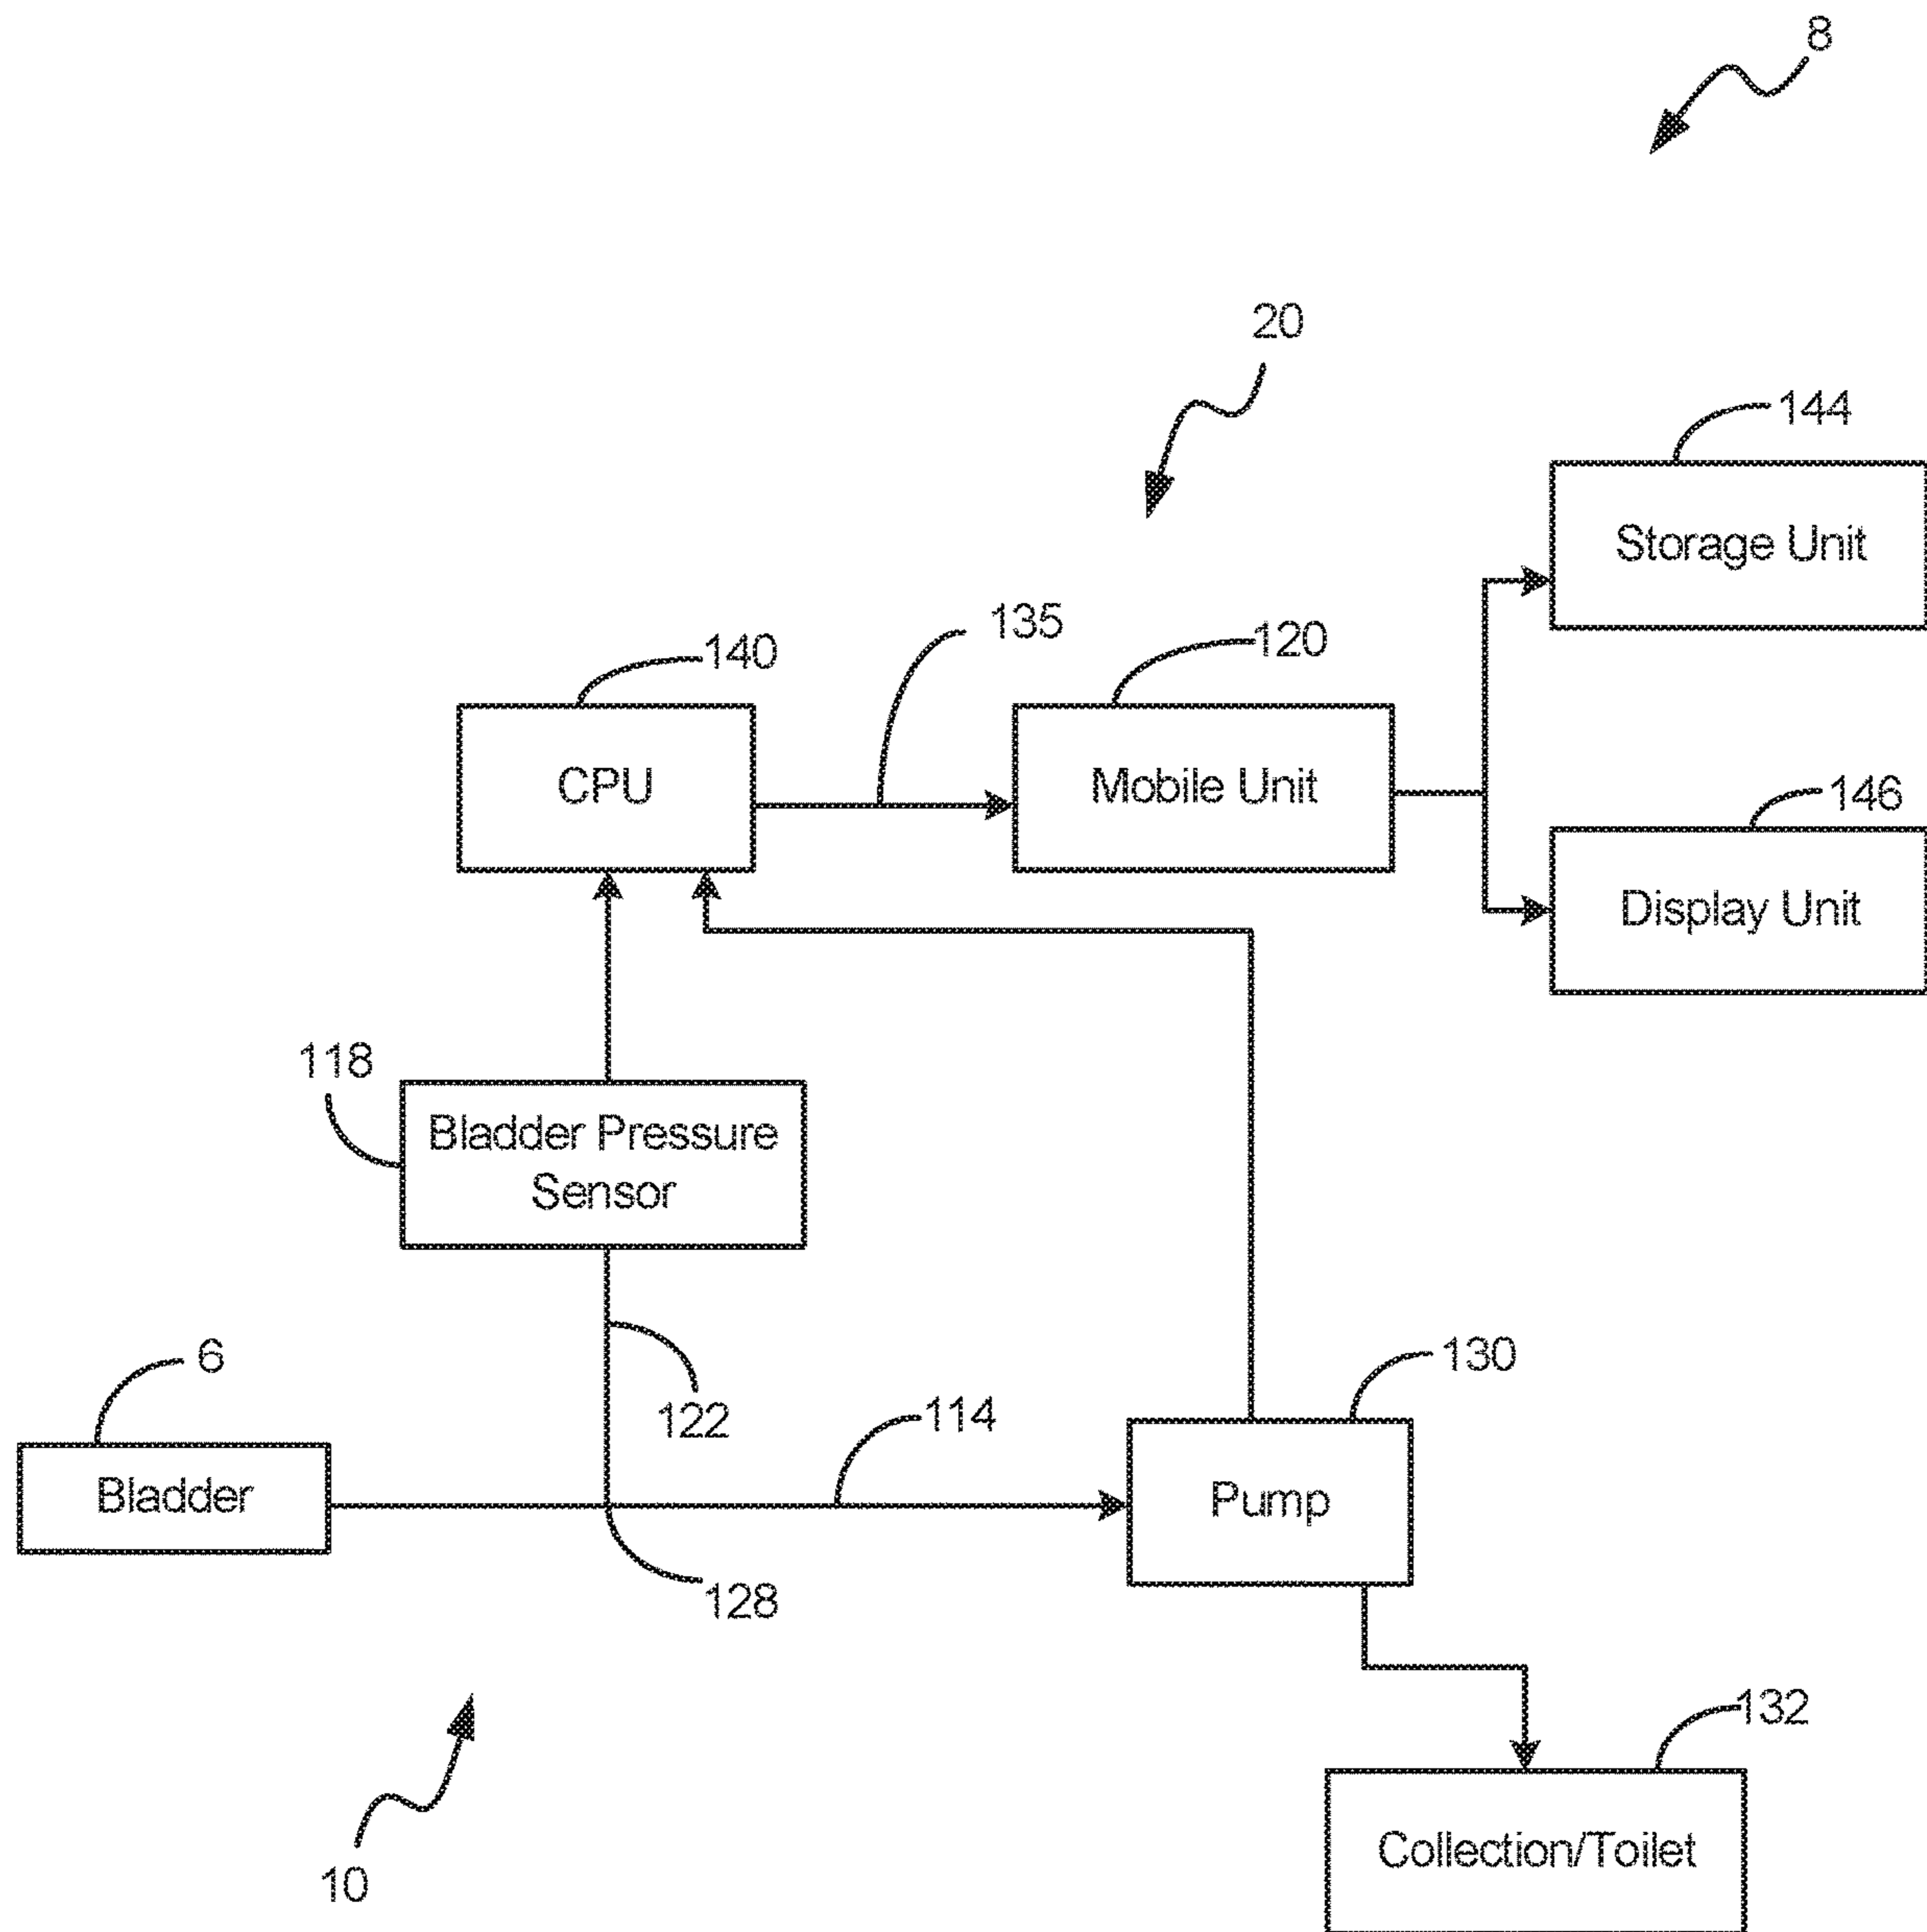 8
20
144
Storage Unit
135
120
140
CPU
Mobile Unit
146
Display Unit
118
Bladder Pressure
Sensor
6
130
122
114
Bladder
Pump
128
132
10
Collection/Toilet